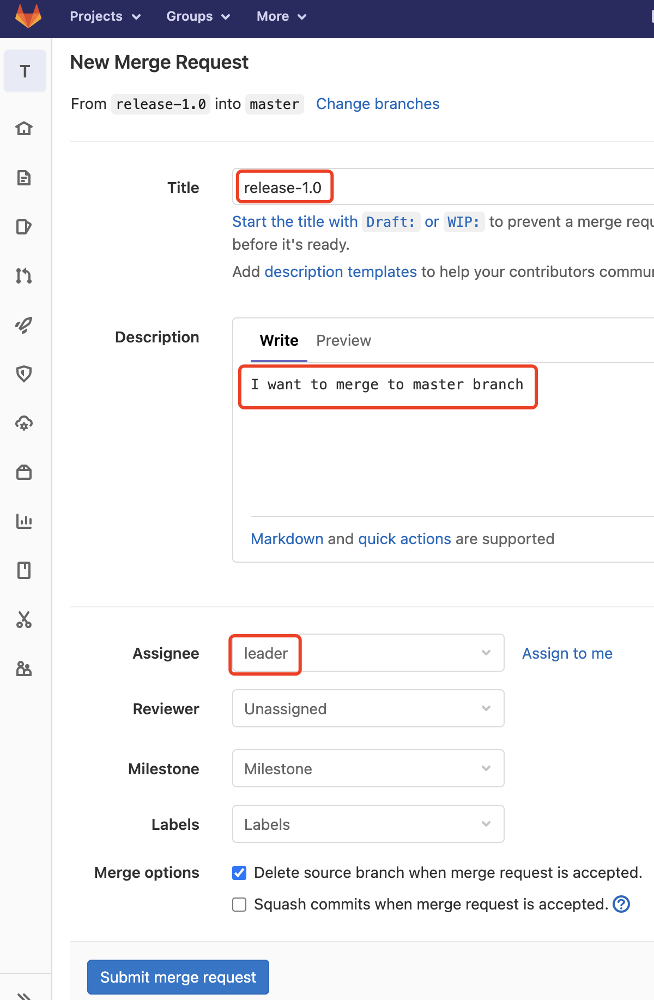 Projects Groups More
T
New Merge Request
From release-1.0 into master Change branches
Title release-1.0
Start the title with Draft: or WIP: to prevent a merge
before it's ready.
Add description templates to help your contributors
Description Write Preview
I want to merge to master branch
Markdown and quick actions are supported
Assignee leader Assign to me
Reviewer Unassigned
Milestone Milestone
Labels Labels
Merge options Delete source branch when merge request is accepted.
Squash commits when merge request is accepted. ?
Submit merge request